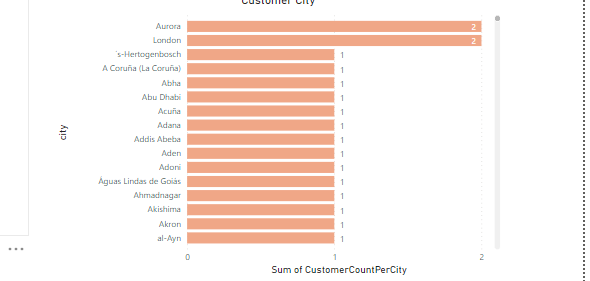 Customer City
Aurora 2
London 2
's-Hertogenbosch 1
A Coruña (La Coruña) 1
Abha 1
Abu Dhabi 1
Acuña 1
Adana 1
Addis Abeba 1
Aden 1
Adoni 1
Águas Lindas de Goiás 1
Ahmadnagar 1
Akishima 1
Akron 1
al-Ayn 1
city
0 1 2
Sum of CustomerCountPerCity